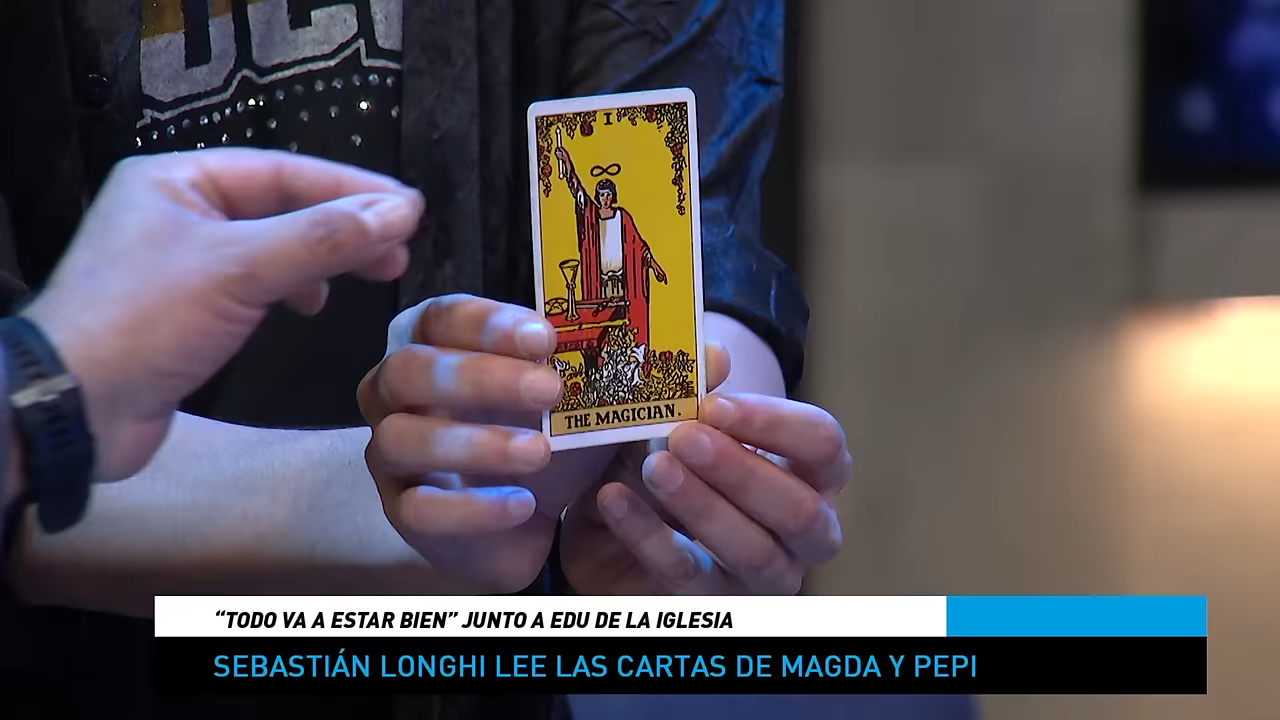 I
THE MAGICIAN.
“TODO VA A ESTAR BIEN” JUNTO A EDU DE LA IGLESIA
SEBASTIÁN LONGHI LEE LAS CARTAS DE MAGDA Y PEPI